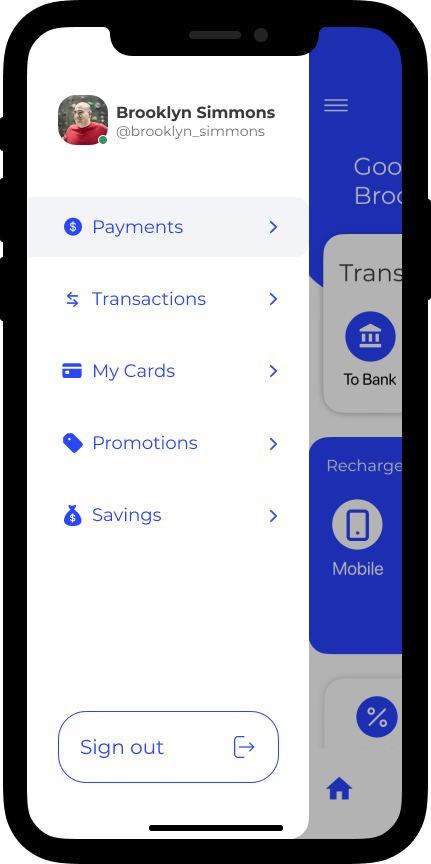 Brooklyn Simmons
@brooklyn_simmons
Payments
Transactions
My Cards
Promotions
Savings
Sign out
Goo
Broo
Trans
To Bank
Recharge
Mobile